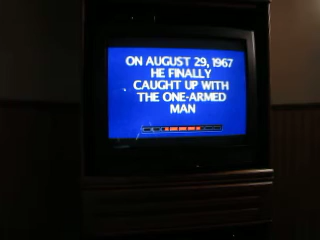 ON AUGUST 29, 1967
HE FINALLY
CAUGHT UP WITH
THE ONE-ARMED
MAN